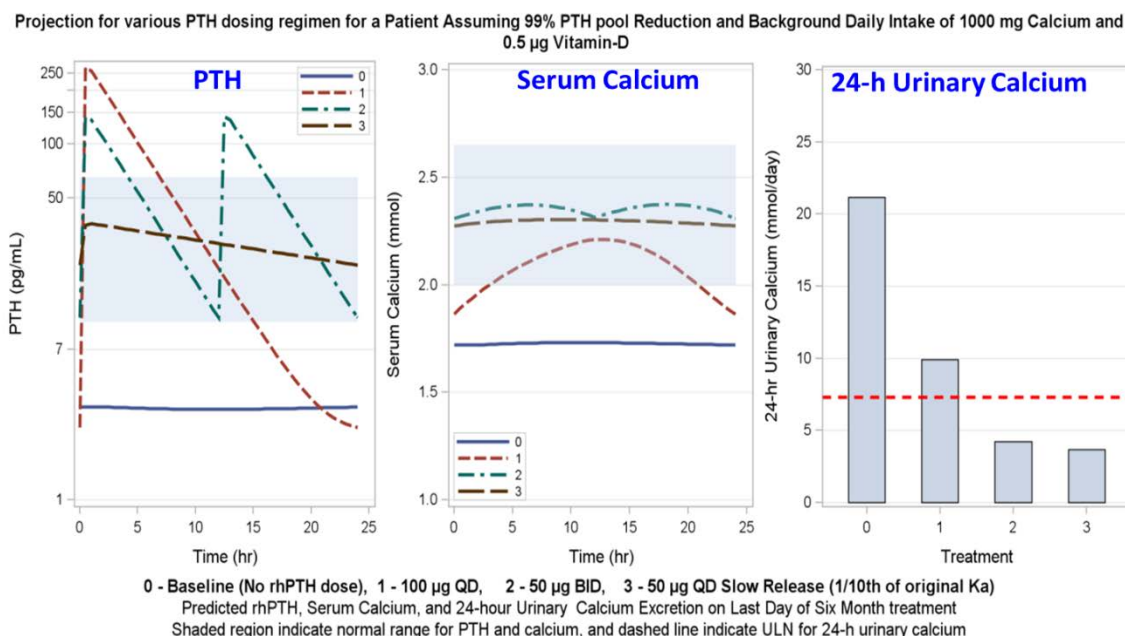 Projection for various PTH dosing regimen for a Patient Assuming 99% PTH pool Reduction and Background Daily Intake of 1000 mg Calcium and
0.5 µg Vitamin-D
PTH
0
1
2
3
250
150
100
50
7
1
PTH (pg/mL)
0 5 10 15 20 25
Time (hr)
Serum Calcium
3.0
2.5
2.0
1.5
1.0
Serum Calcium (mmol)
0
1
2
3
0 5 10 15 20 25
Time (hr)
24-h Urinary Calcium
30
25
20
15
10
5
0
24-hr Urinary Calcium (mmol/day)
0 1 2 3
Treatment
0 - Baseline (No rhPTH dose), 1 - 100 µg QD, 2 - 50 µg BID, 3 - 50 µg QD Slow Release (1/10th of original Ka)
Predicted rhPTH, Serum Calcium, and 24-hour Urinary Calcium Excretion on Last Day of Six Month treatment
Shaded region indicate normal range for PTH and calcium, and dashed line indicate ULN for 24-h urinary calcium